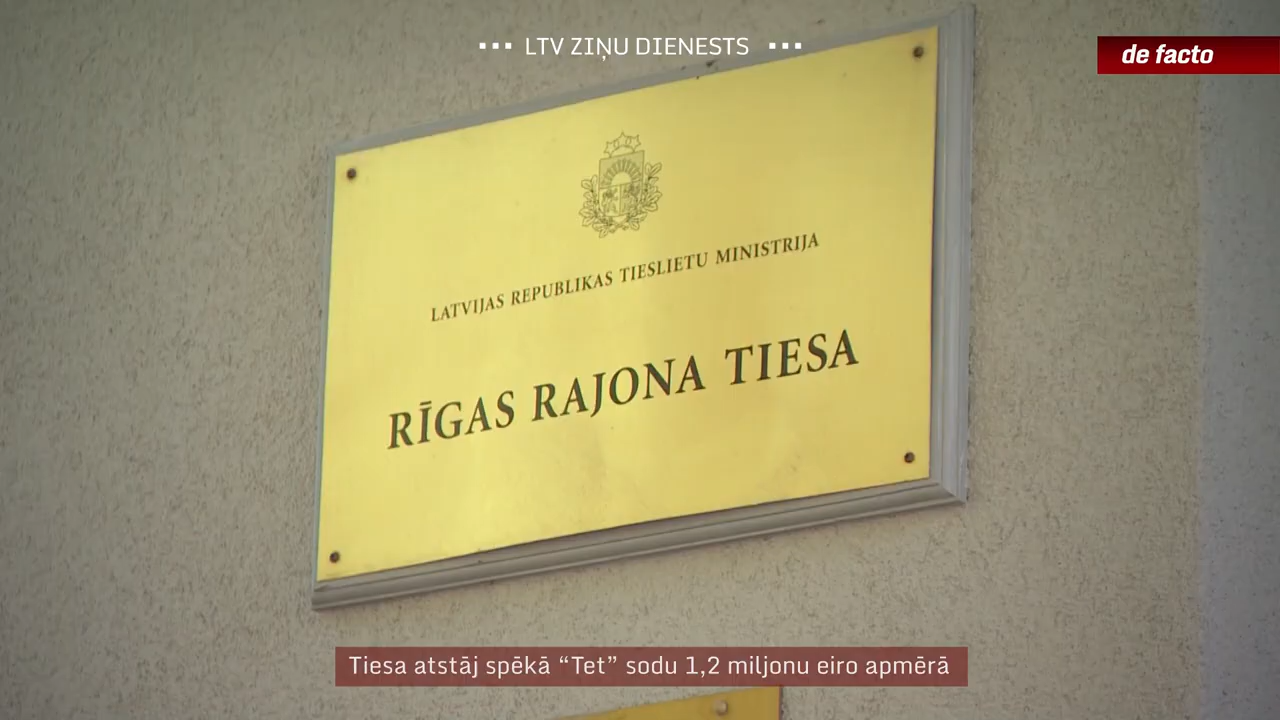 LTV ZIŅU DIENESTS
de facto
LATVIJAS REPUBLIKAS TIESLIETU MINISTRIJA
RĪGAS RAJONA TIESA
Tiesa atstāj spēkā “Tet” sodu 1,2 miljonu eiro apmērā